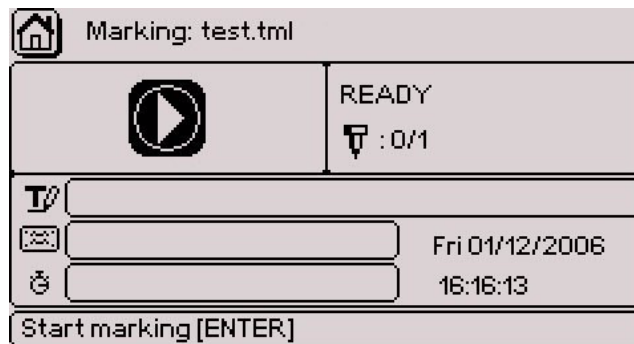 Marking: test.tml
READY
: 0/1
Fri 01/12/2006
16:16:13
Start marking [ENTER]